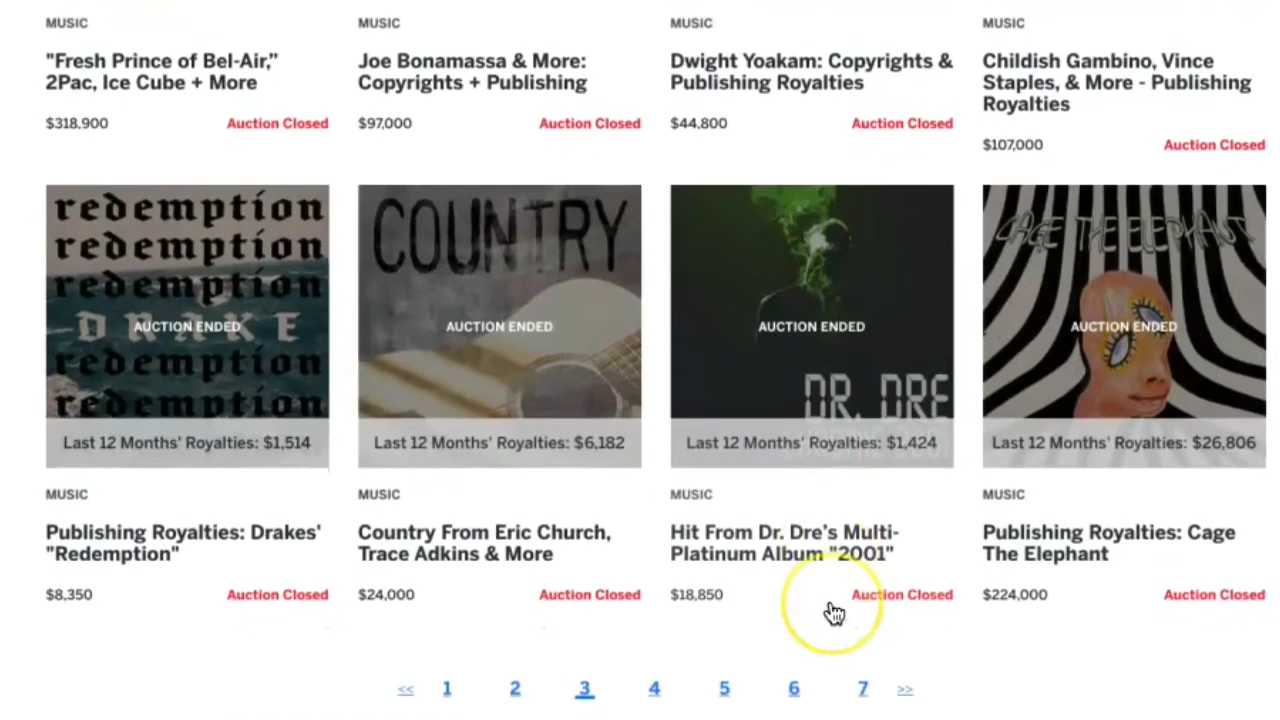 MUSIC
MUSIC
MUSIC
MUSIC
"Fresh Prince of Bel-Air,"
2Pac, Ice Cube + More
Joe Bonamassa & More:
Copyrights + Publishing
Dwight Yoakam: Copyrights &
Publishing Royalties
Childish Gambino, Vince
Staples, & More - Publishing
Royalties
$318,900
Auction Closed
$97,000
Auction Closed
$44,800
Auction Closed
$107,000
Auction Closed
redemption
redemption
redemption
DRAKE
AUCTION ENDED
redemption
redemption
Last 12 Months' Royalties: $1,514
COUNTRY
AUCTION ENDED
Last 12 Months' Royalties: $6,182
AUCTION ENDED
DR. DRE
Last 12 Months' Royalties: $1,424
CAGE THE ELEPHANT
AUCTION ENDED
Last 12 Months' Royalties: $26,806
MUSIC
MUSIC
MUSIC
MUSIC
Publishing Royalties: Drakes'
"Redemption"
Country From Eric Church,
Trace Adkins & More
Hit From Dr. Dre's Multi-
Platinum Album "2001"
Publishing Royalties: Cage
The Elephant
$8,350
Auction Closed
$24,000
Auction Closed
$18,850
Auction Closed
$224,000
Auction Closed
<< 1 2 3 4 5 6 7 >>